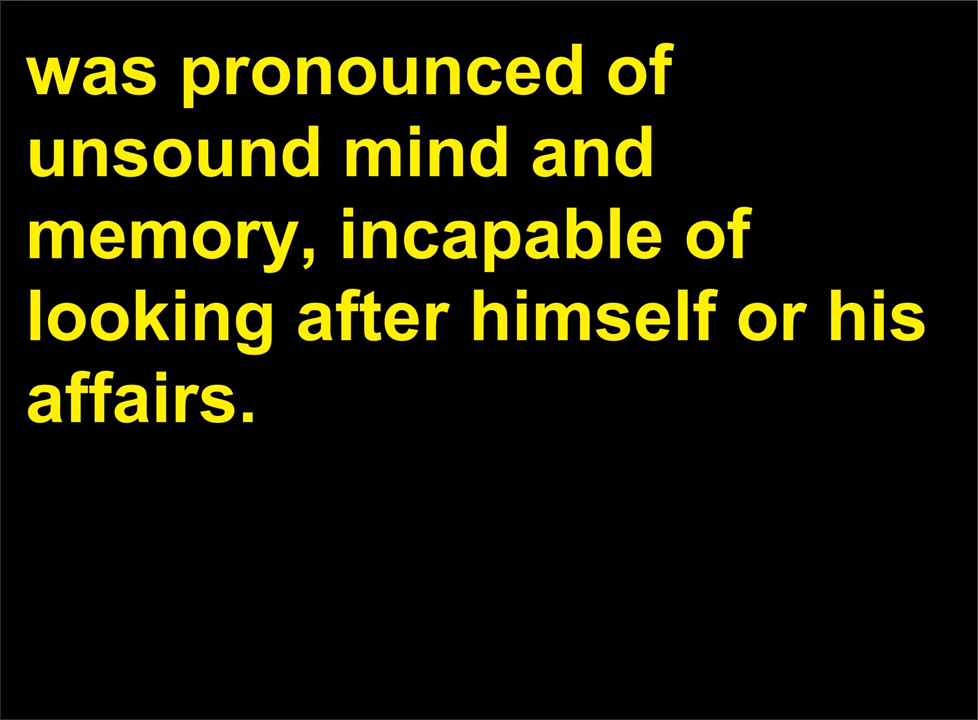 was pronounced of
unsound mind and
memory, incapable of
looking after himself or his
affairs.